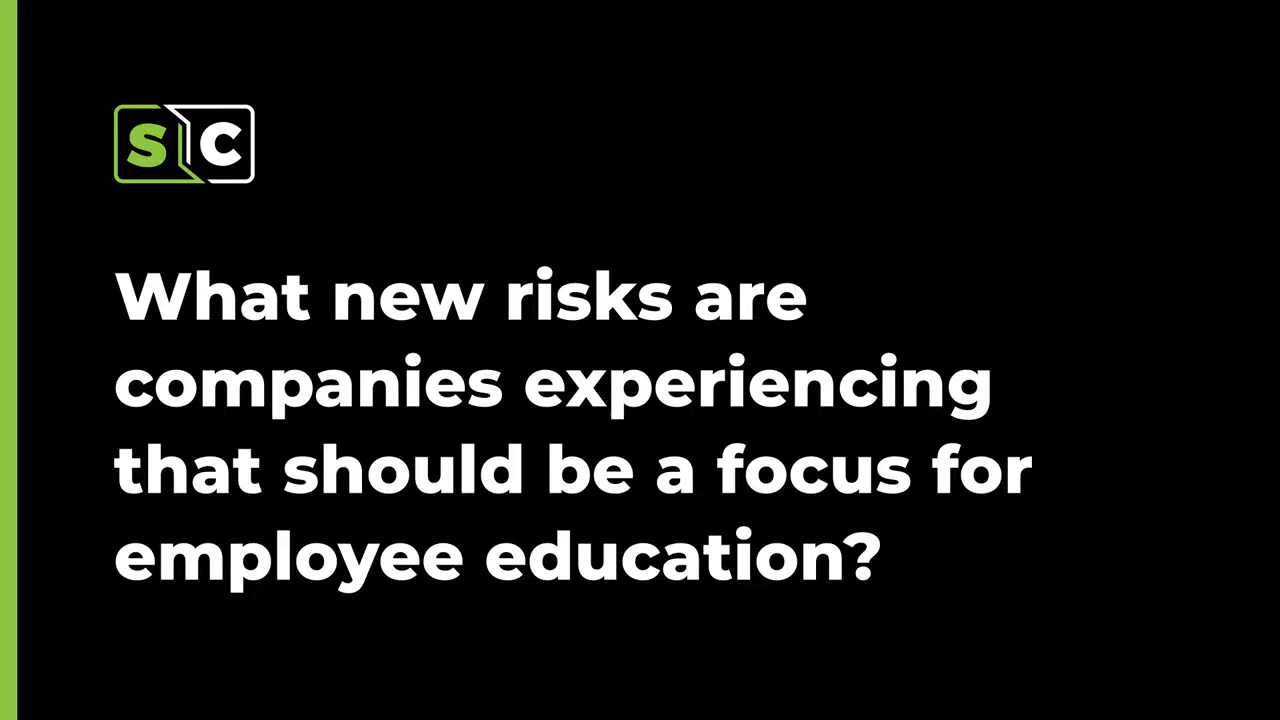 SC
What new risks are
companies experiencing
that should be a focus for
employee education?